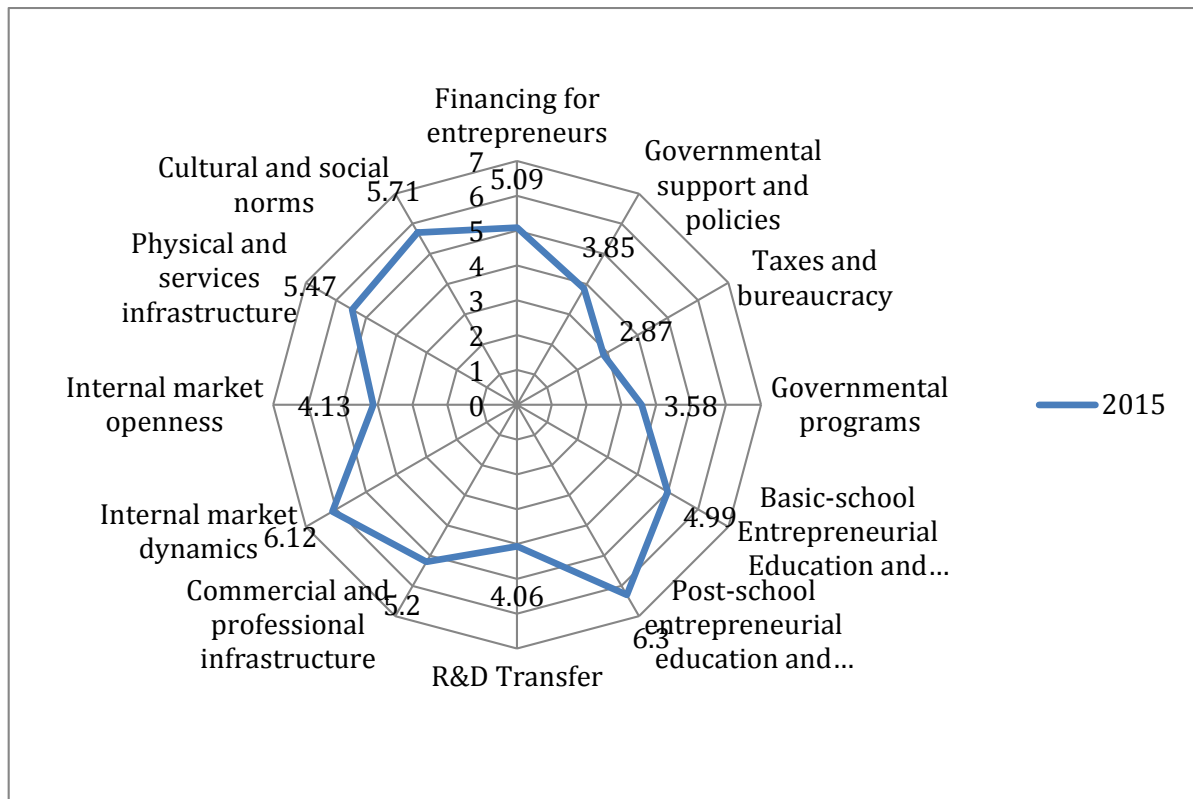 Financing for
entrepreneurs
5.09
Governmental
support and
policies
3.85
Taxes and
bureaucracy
2.87
Governmental
programs
3.58
Basic-school
Entrepreneurial
Education and…
4.99
Post-school
entrepreneurial
education and…
6.3
R&D Transfer
4.06
Commercial and
professional
infrastructure
5.2
Internal market
dynamics
6.12
Internal market
openness
4.13
Physical and
services
infrastructure
5.47
Cultural and social
norms
5.71
7
6
5
4
3
2
1
0
2015